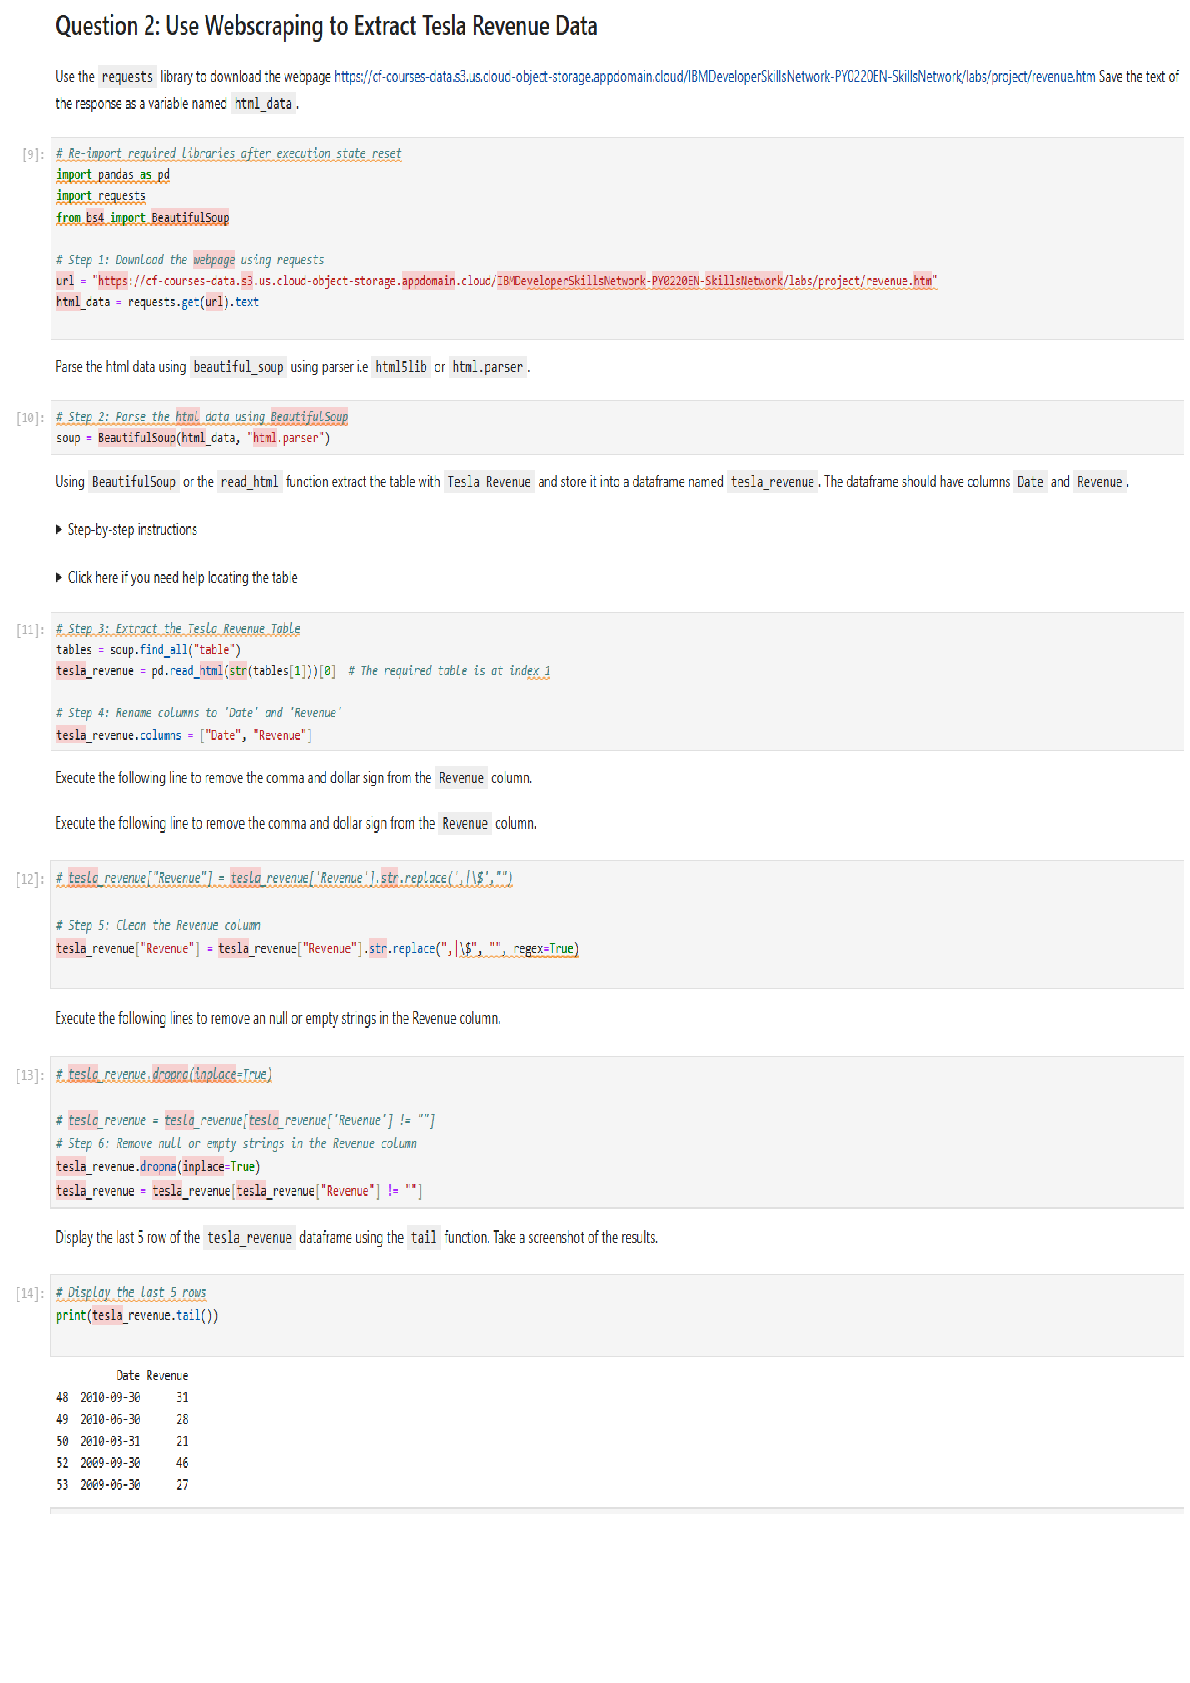 Question 2: Use Webscraping to Extract Tesla Revenue Data
Use the requests library to download the webpage https://cf-courses-data.s3.us.cloud-object-storage.appdomain.cloud/IBMDeveloperSkillsNetwork-PY0220EN-SkillsNetwork/labs/project/revenue.htm Save the text of
the response as a variable named html_data.
[9]:
# Re-import required libraries after execution state reset
import pandas as pd
import requests
from bs4 import BeautifulSoup
# Step 1: Download the webpage using requests
url = "https://cf-courses-data.s3.us.cloud-object-storage.appdomain.cloud/IBMDeveloperSkillsNetwork-PY0220EN-SkillsNetwork/labs/project/revenue.htm"
html_data = requests.get(url).text
Parse the html data using beautiful_soup using parser i.e html5lib or html.parser.
[10]:
# Step 2: Parse the html data using BeautifulSoup
soup = BeautifulSoup(html_data, "html.parser")
Using BeautifulSoup or the read_html function extract the table with Tesla Revenue and store it into a dataframe named tesla_revenue. The dataframe should have columns Date and Revenue.
Step-by-step instructions
Click here if you need help locating the table
[11]:
# Step 3: Extract the Tesla Revenue Table
tables = soup.find_all("table")
tesla_revenue = pd.read_html(str(tables[1]))[0]  # The required table is at index 1
# Step 4: Rename columns to 'Date' and 'Revenue'
tesla_revenue.columns = ["Date", "Revenue"]
Execute the following line to remove the comma and dollar sign from the Revenue column.
Execute the following line to remove the comma and dollar sign from the Revenue column.
[12]:
# tesla_revenue["Revenue"] = tesla_revenue['Revenue'].str.replace(',|\$',"")
# Step 5: Clean the Revenue column
tesla_revenue["Revenue"] = tesla_revenue["Revenue"].str.replace(",|\$", "", regex=True)
Execute the following lines to remove an null or empty strings in the Revenue column.
[13]:
# tesla_revenue.dropna(inplace=True)
# tesla_revenue = tesla_revenue[tesla_revenue['Revenue'] != ""]
# Step 6: Remove null or empty strings in the Revenue column
tesla_revenue.dropna(inplace=True)
tesla_revenue = tesla_revenue[tesla_revenue["Revenue"] != ""]
Display the last 5 row of the tesla_revenue dataframe using the tail function. Take a screenshot of the results.
[14]:
# Display the last 5 rows
print(tesla_revenue.tail())
Date Revenue
48 2010-09-30 31
49 2010-06-30 28
50 2010-03-31 21
52 2009-09-30 46
53 2009-06-30 27